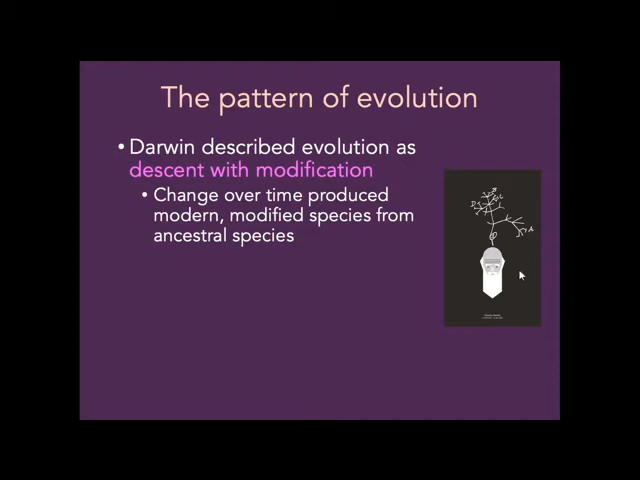 The pattern of evolution
• Darwin described evolution as
descent with modification
• Change over time produced
modern, modified species from
ancestral species